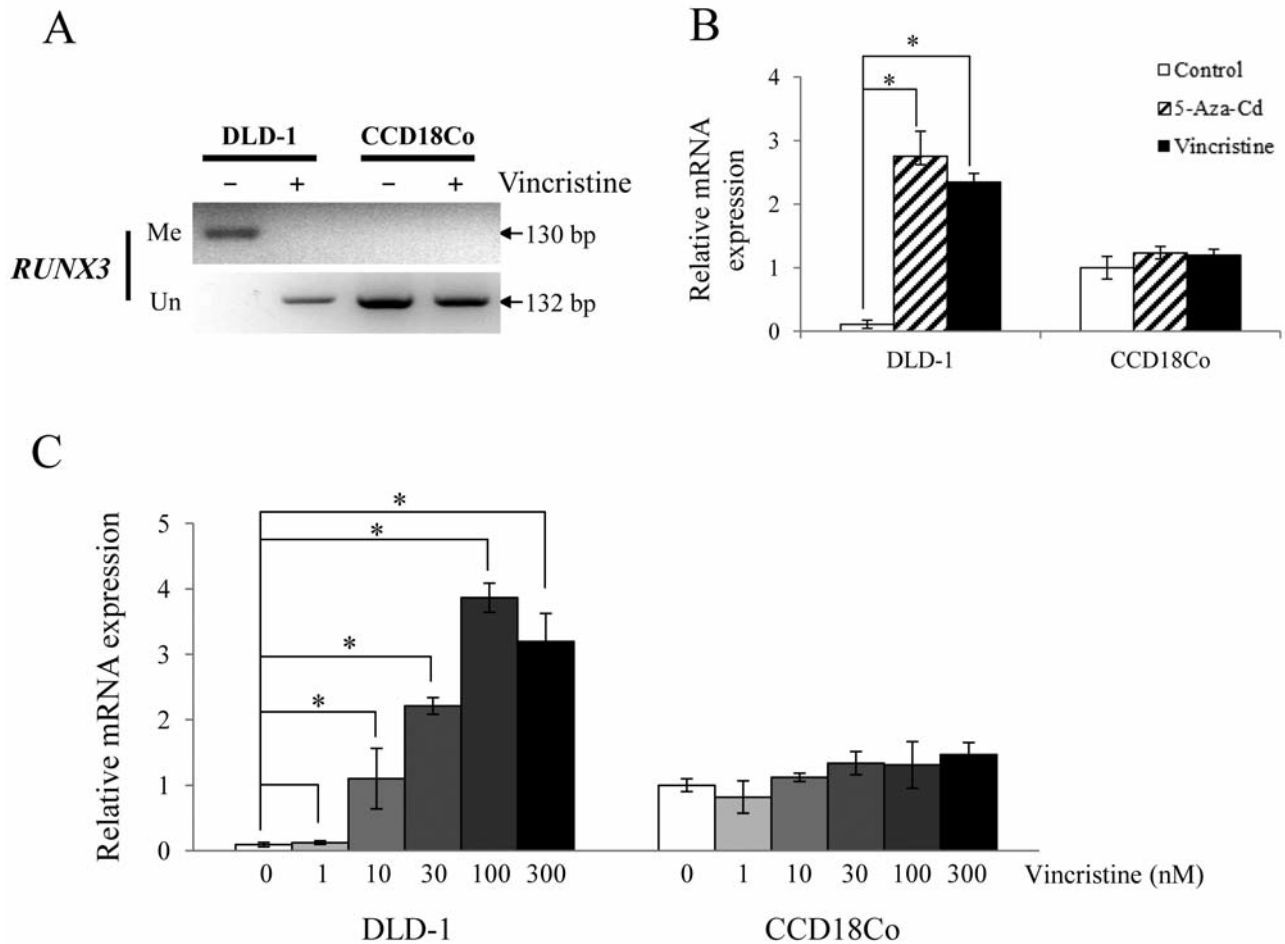 A
DLD-1 CCD18Co
– + – + Vincristine
Me 130 bp
RUNX3
Un 132 bp
B
* *
Control
5-Aza-Cd
Vincristine
Relative mRNA
expression
4
3
2
1
0
DLD-1 CCD18Co
C
*
*
*
*
Relative mRNA expression
5
4
3
2
1
0
0 1 10 30 100 300 0 1 10 30 100 300 Vincristine (nM)
DLD-1 CCD18Co